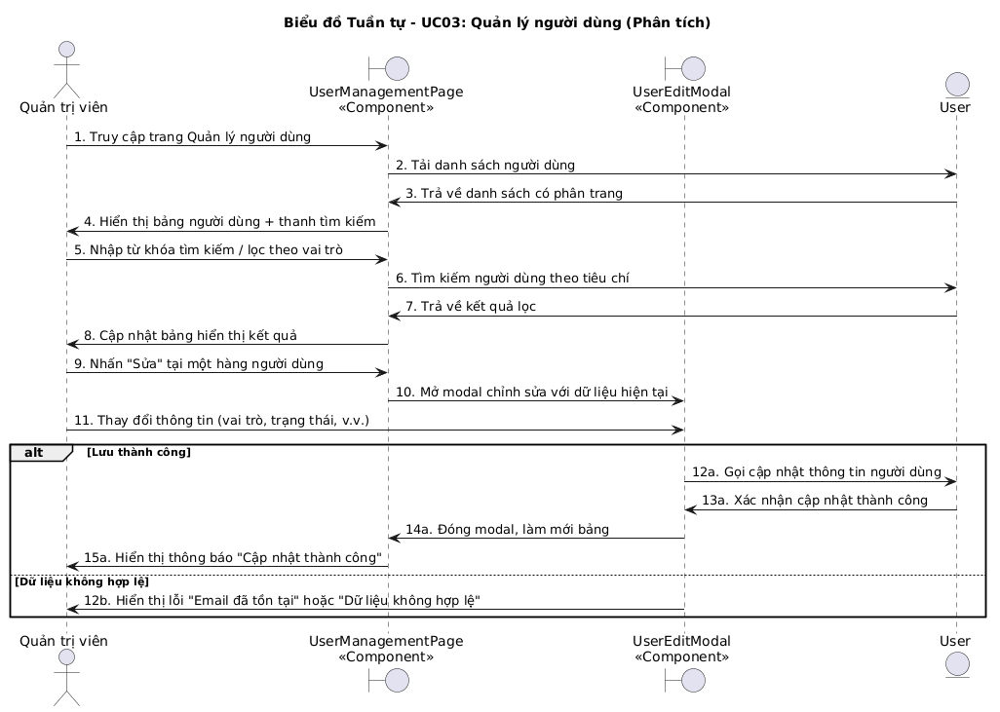 Biểu đồ Tuần tự - UC03: Quản lý người dùng (Phân tích)
Quản trị viên
UserManagementPage
«Component»
UserEditModal
«Component»
User
1. Truy cập trang Quản lý người dùng
2. Tải danh sách người dùng
3. Trả về danh sách có phân trang
4. Hiển thị bảng người dùng + thanh tìm kiếm
5. Nhập từ khóa tìm kiếm / lọc theo vai trò
6. Tìm kiếm người dùng theo tiêu chí
7. Trả về kết quả lọc
8. Cập nhật bảng hiển thị kết quả
9. Nhấn "Sửa" tại một hàng người dùng
10. Mở modal chỉnh sửa với dữ liệu hiện tại
11. Thay đổi thông tin (vai trò, trạng thái, v.v.)
alt [Lưu thành công]
12a. Gọi cập nhật thông tin người dùng
13a. Xác nhận cập nhật thành công
14a. Đóng modal, làm mới bảng
15a. Hiển thị thông báo "Cập nhật thành công"
[Dữ liệu không hợp lệ]
12b. Hiển thị lỗi "Email đã tồn tại" hoặc "Dữ liệu không hợp lệ"
Quản trị viên
UserManagementPage
«Component»
UserEditModal
«Component»
User